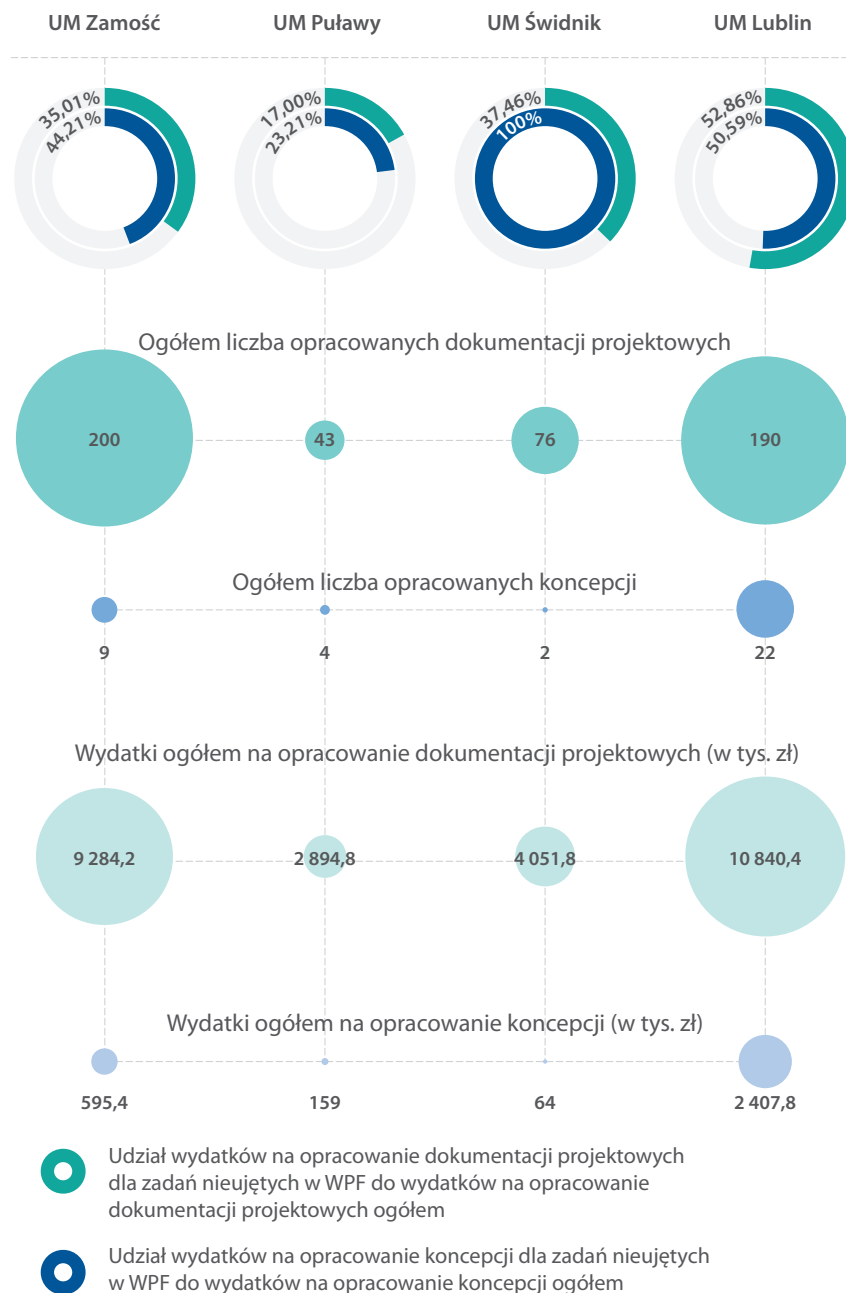 UM Zamość UM Puławy UM Świdnik UM Lublin
35,01% 17,00% 37,46% 52,86%
44,21% 23,21% 100% 50,59%
Ogółem liczba opracowanych dokumentacji projektowych
200 43 76 190
Ogółem liczba opracowanych koncepcji
9 4 2 22
Wydatki ogółem na opracowanie dokumentacji projektowych (w tys. zł)
9 284,2 2 894,8 4 051,8 10 840,4
Wydatki ogółem na opracowanie koncepcji (w tys. zł)
595,4 159 64 2 407,8
Udział wydatków na opracowanie dokumentacji projektowych
dla zadań nieujętych w WPF do wydatków na opracowanie
dokumentacji projektowych ogółem
Udział wydatków na opracowanie koncepcji dla zadań nieujętych
w WPF do wydatków na opracowanie koncepcji ogółem